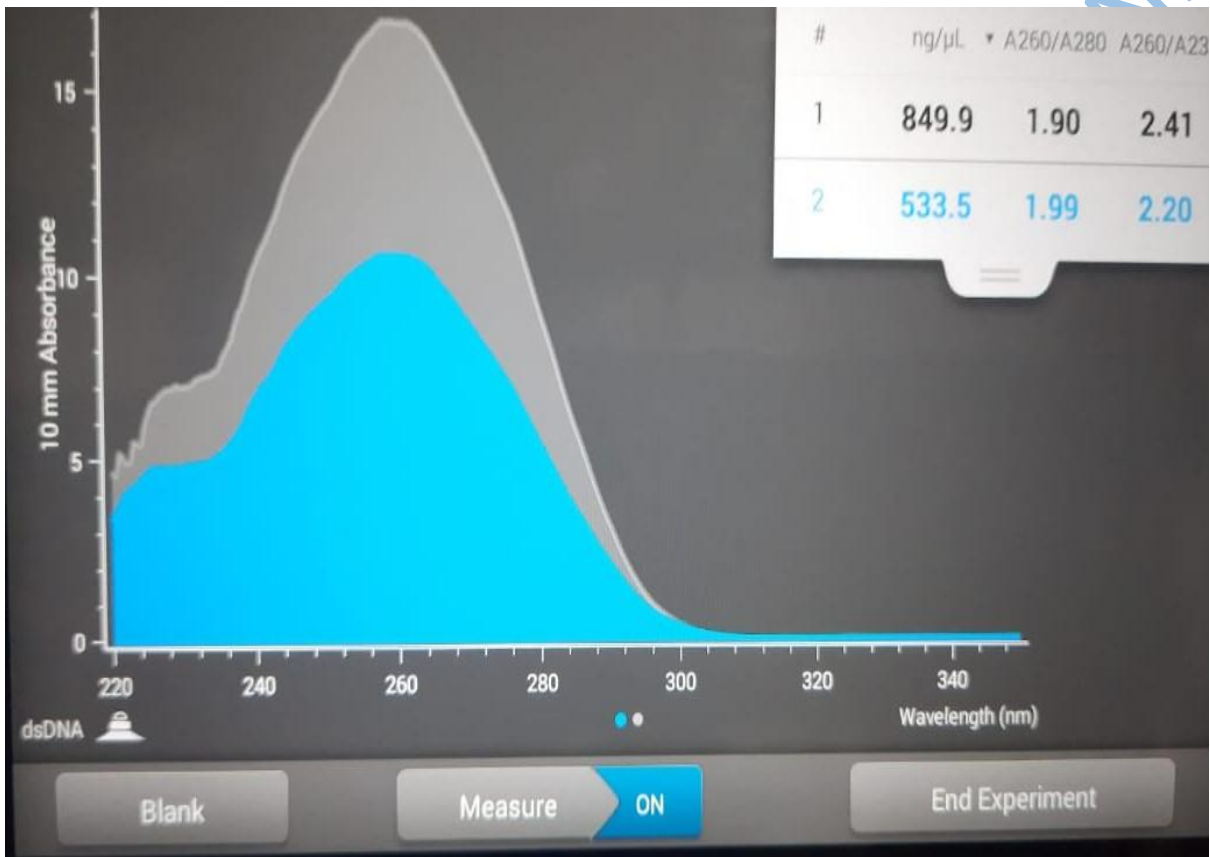 # ng/µL ▾ A260/A280 A260/A23
1 849.9 1.90 2.41
2 533.5 1.99 2.20
15
10
5
0
10 mm Absorbance
220 240 260 280 300 320 340
Wavelength (nm)
dsDNA
Blank Measure ON End Experiment